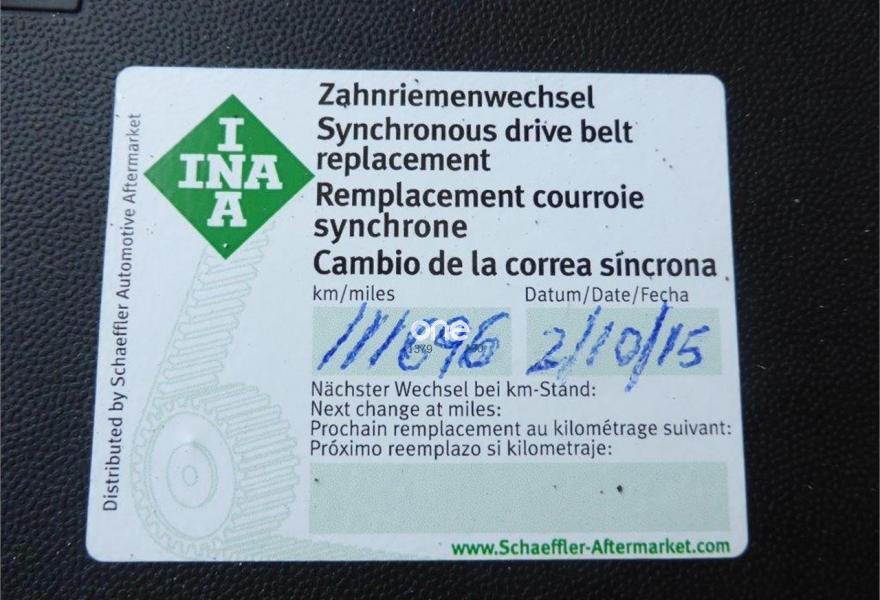 Distributed by Schaeffler Automotive Aftermarket
I
INA
A
Zahnriemenwechsel
Synchronous drive belt
replacement
Remplacement courroie
synchrone
Cambio de la correa síncrona
km/miles
Datum/Date/Fecha
111696
one
2/10/15
Nächster Wechsel bei km-Stand:
Next change at miles:
Prochain remplacement au kilométrage suivant:
Próximo reemplazo si kilometraje:
www.Schaeffler-Aftermarket.com